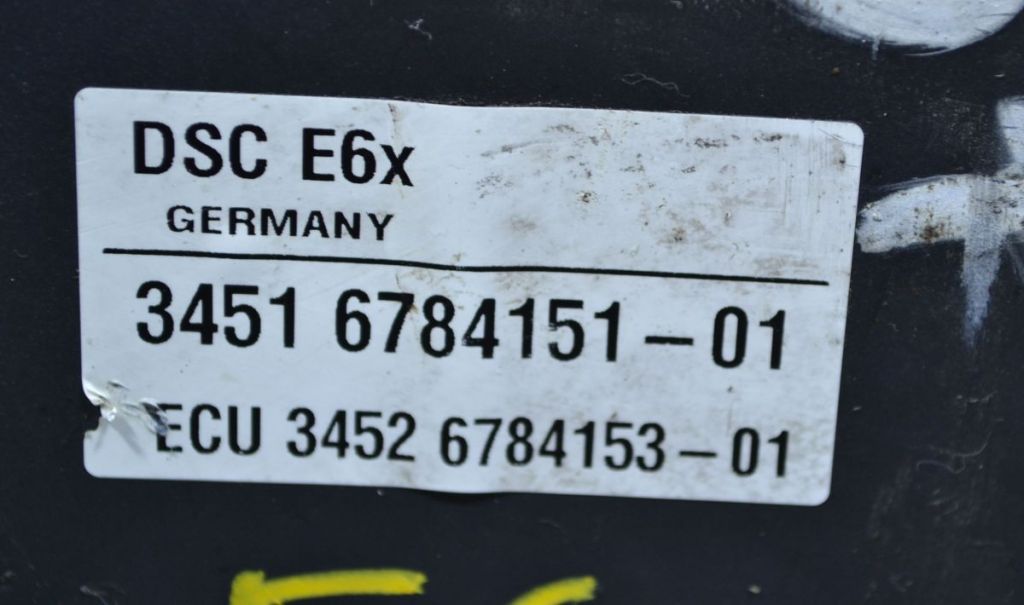 DSC E6x
GERMANY
3451 6784151-01
ECU 3452 6784153-01